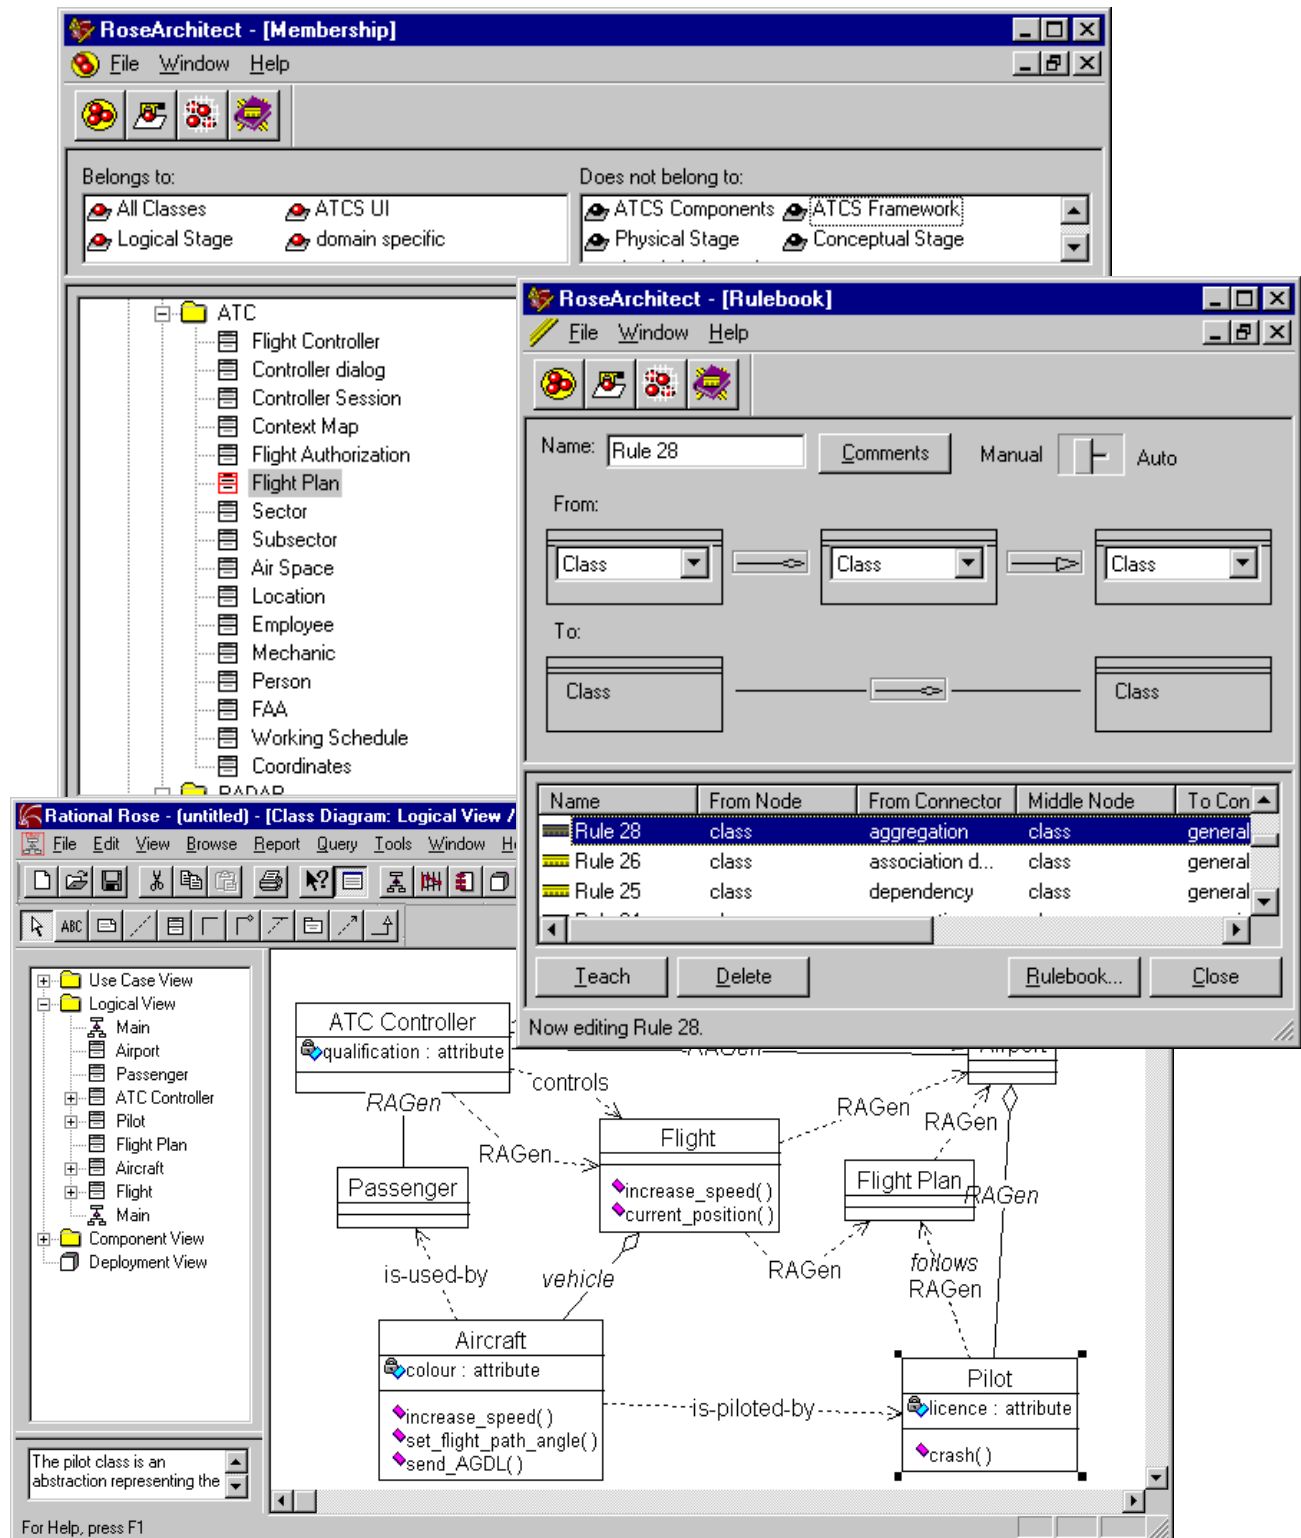 RoseArchitect - [Membership]
File Window Help
Belongs to:
All Classes
ATCS UI
Logical Stage
domain specific
Does not belong to:
ATCS Components
ATCS Framework
Physical Stage
Conceptual Stage
ATC
Flight Controller
Controller dialog
Controller Session
Context Map
Flight Authorization
Flight Plan
Sector
Subsector
Air Space
Location
Employee
Mechanic
Person
FAA
Working Schedule
Coordinates
RADAR
RoseArchitect - [Rulebook]
File Window Help
Name: Rule 28 Comments Manual Auto
From:
Class Class Class
To:
Class Class
Name From Node From Connector Middle Node To Con
Rule 28 class aggregation class general
Rule 26 class association d... class general
Rule 25 class dependency class general
Teach Delete Rulebook... Close
Now editing Rule 28.
Rational Rose - (untitled) - [Class Diagram: Logical View /
File Edit View Browse Report Query Tools Window H
ABC
Use Case View
Logical View
Main
Airport
Passenger
ATC Controller
Pilot
Flight Plan
Aircraft
Flight
Main
Component View
Deployment View
The pilot class is an
abstraction representing the
For Help, press F1
ATC Controller
qualification : attribute
RAGen
Airport
controls
RAGen
RAGen
RAGen
RAGen
Flight
increase_speed()
current_position()
Passenger
Flight Plan
RAGen
is-used-by
vehicle
RAGen
follows
RAGen
Aircraft
colour : attribute
increase_speed()
set_flight_path_angle()
send_AGDL()
is-piloted-by
Pilot
licence : attribute
crash()